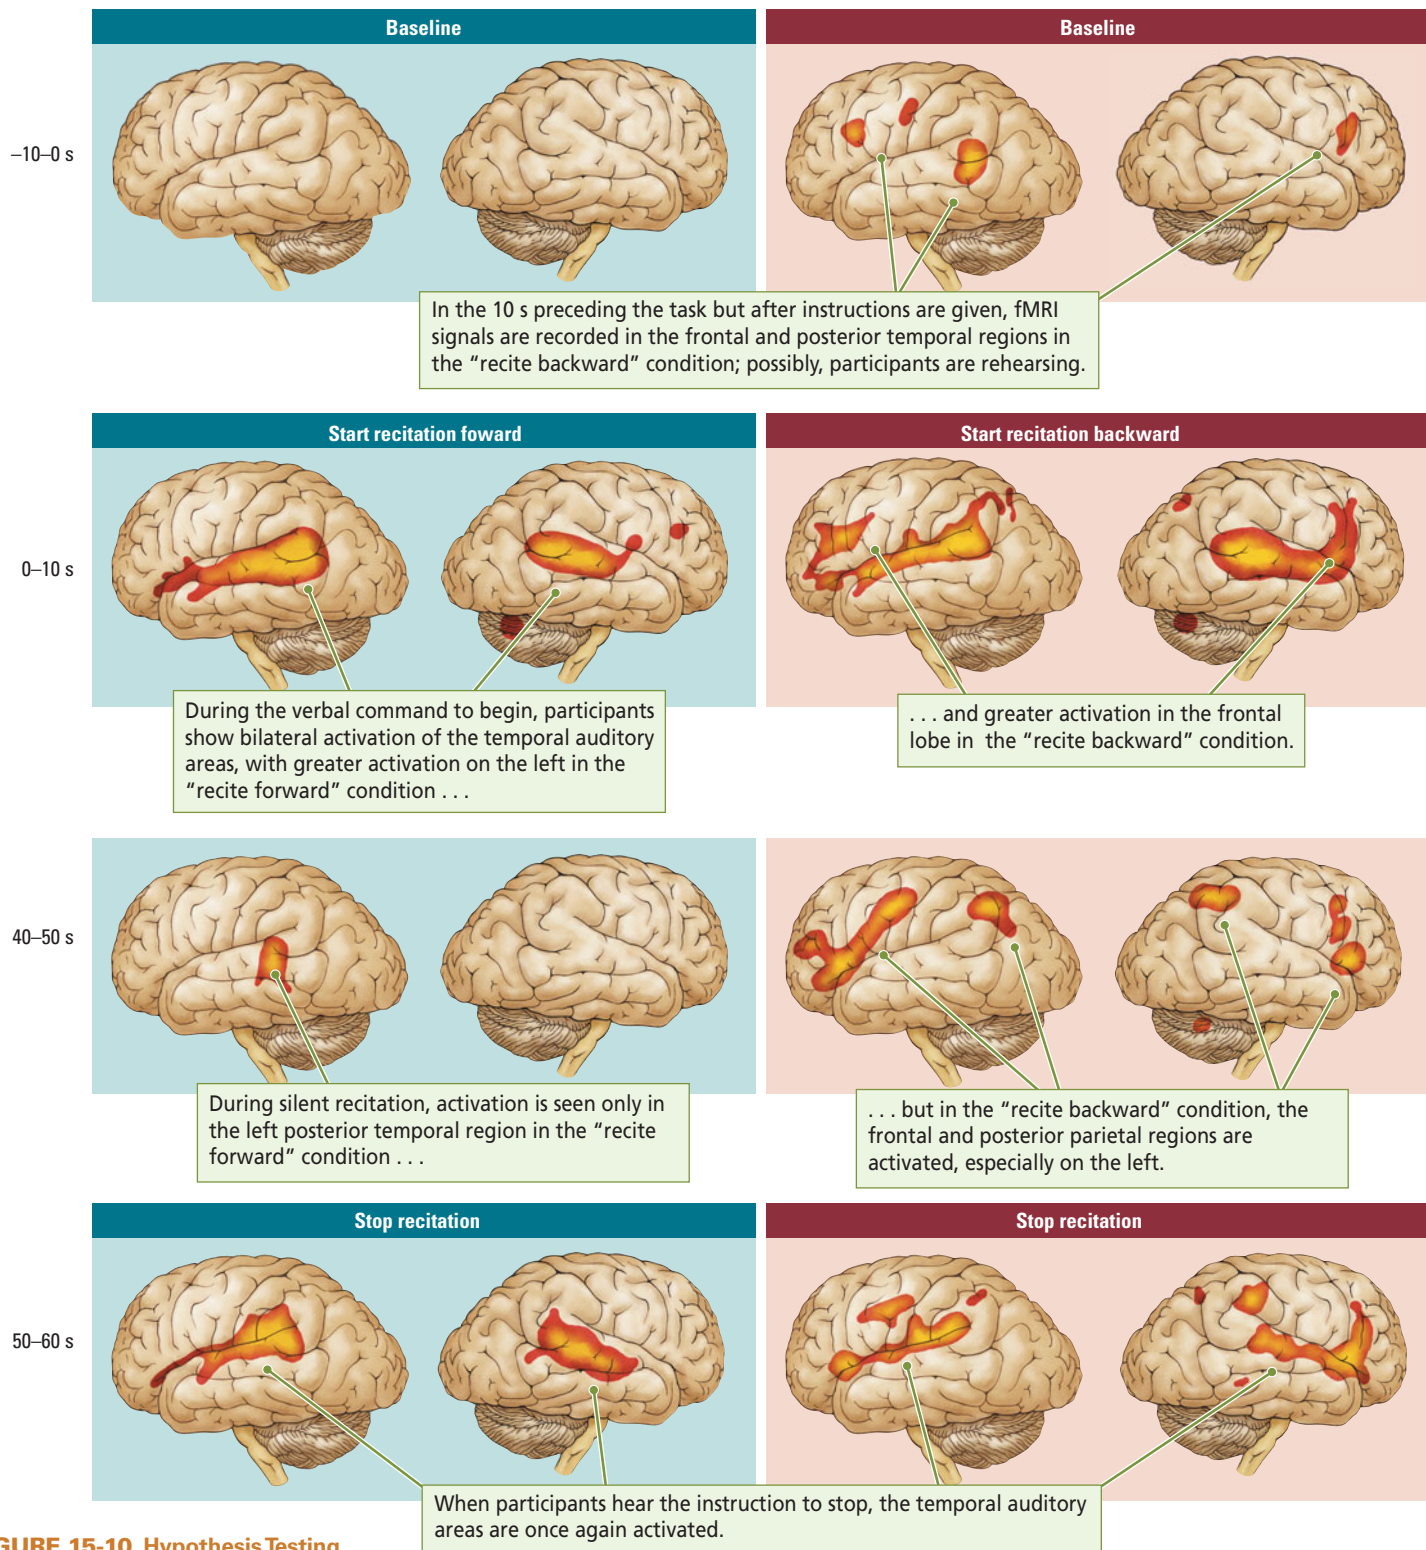 Baseline
Baseline
–10–0 s
In the 10 s preceding the task but after instructions are given, fMRI
signals are recorded in the frontal and posterior temporal regions in
the “recite backward” condition; possibly, participants are rehearsing.
Start recitation foward
Start recitation backward
0–10 s
During the verbal command to begin, participants
show bilateral activation of the temporal auditory
areas, with greater activation on the left in the
“recite forward” condition . . .
. . . and greater activation in the frontal
lobe in the “recite backward” condition.
40–50 s
During silent recitation, activation is seen only in
the left posterior temporal region in the “recite
forward” condition . . .
. . . but in the “recite backward” condition, the
frontal and posterior parietal regions are
activated, especially on the left.
Stop recitation
Stop recitation
50–60 s
When participants hear the instruction to stop, the temporal auditory
areas are once again activated.
GURE 15-10 Hypothesis Testing